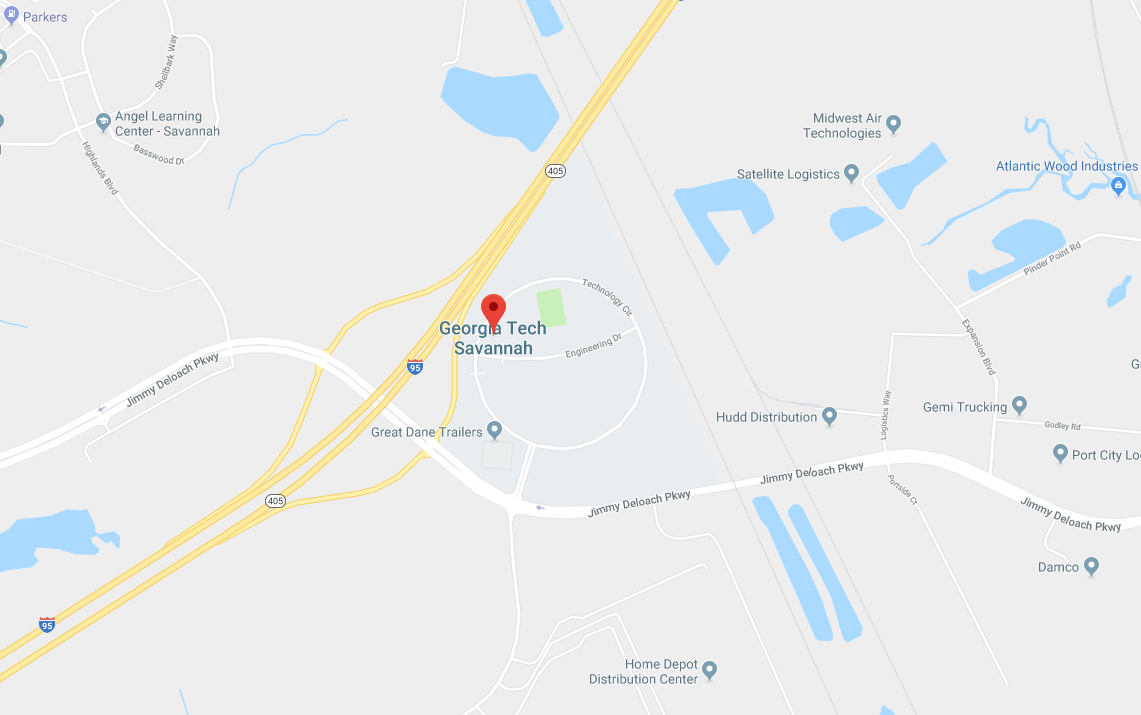 Parkers
Shellbark Way
Angel Learning
Center - Savannah
Basswood Dr
Highlands Blvd
405
Midwest Air
Technologies
Satellite Logistics
Atlantic Wood Industries
Pinder Point Rd
Technology Cir
Georgia Tech
Savannah
Engineering Dr
95
Jimmy Deloach Pkwy
Expansion Blvd
G
Logistics Way
Gemi Trucking
Godley Rd
Hudd Distribution
Great Dane Trailers
Port City Lo
Jimmy Deloach Pkwy
Portside Ct
405
Jimmy Deloach Pkwy
Jimmy Deloach Pkwy
Damco
95
Home Depot
Distribution Center